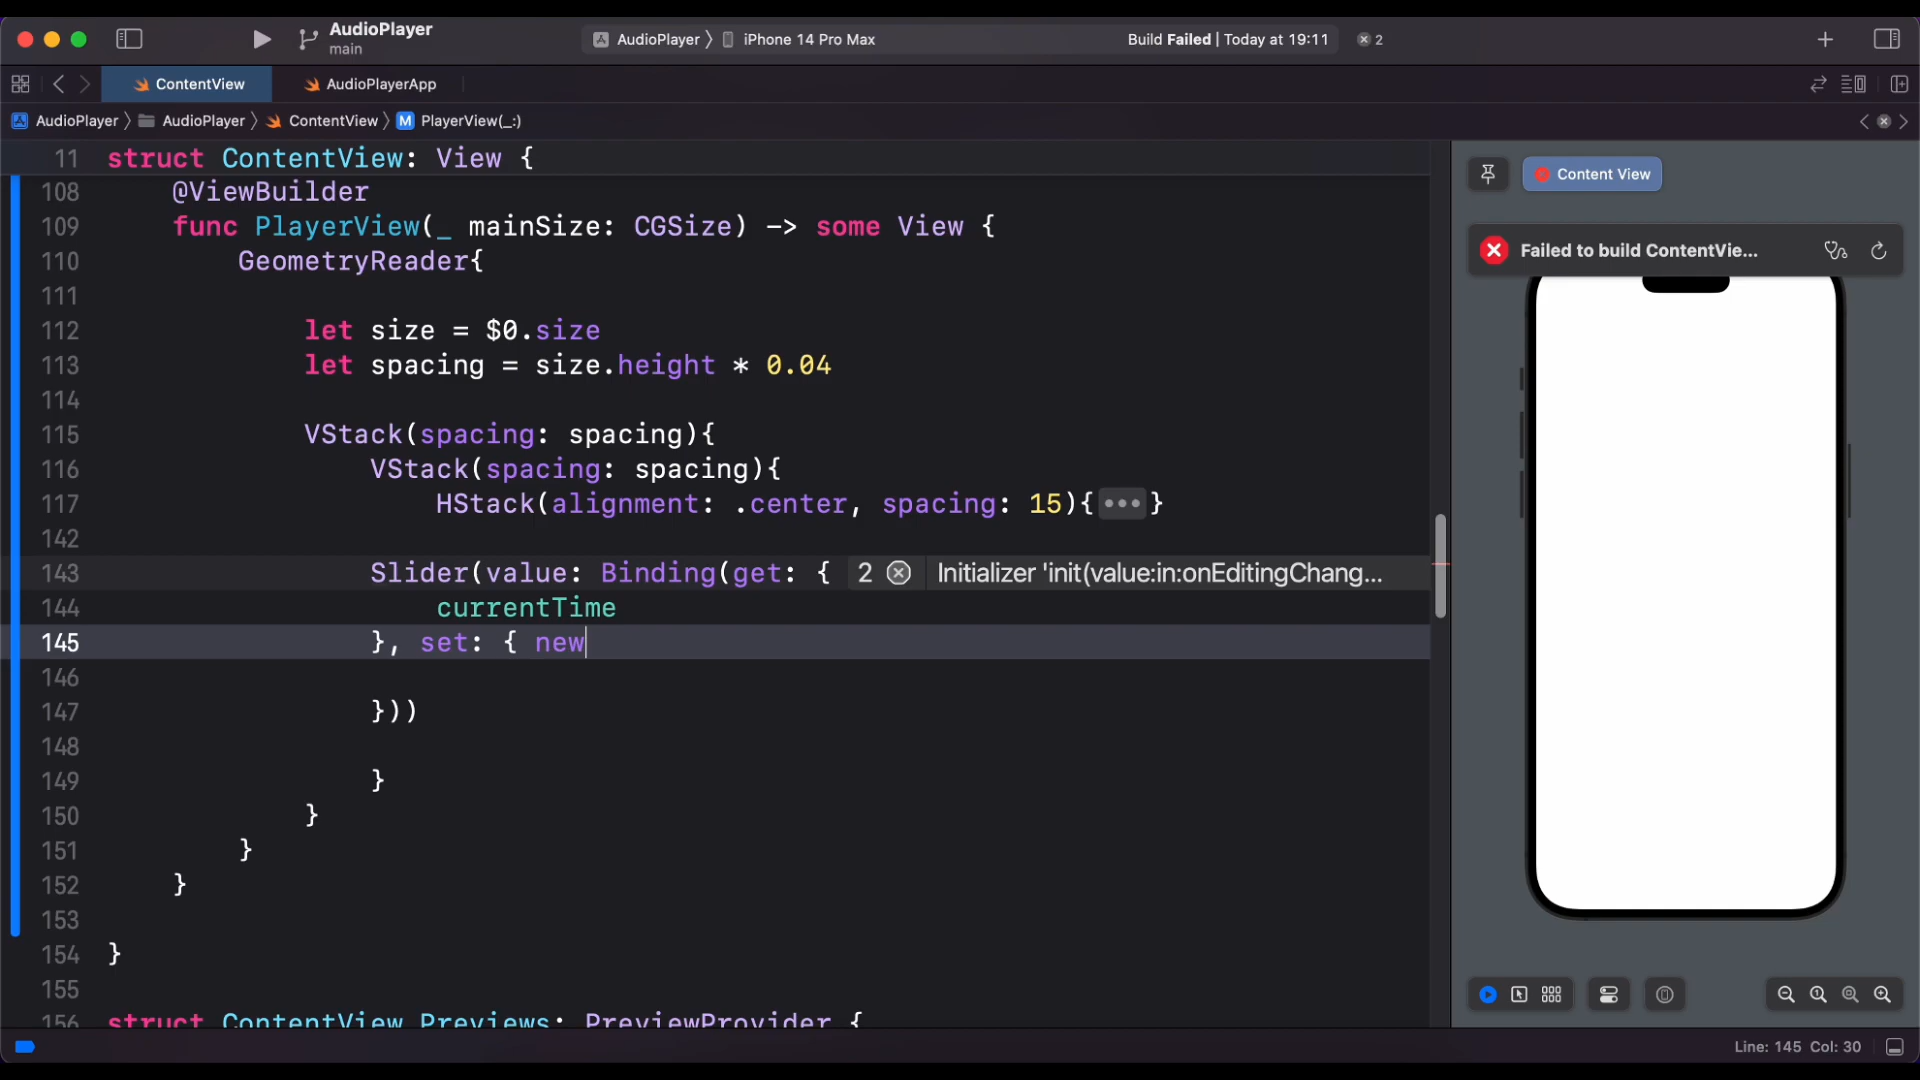 AudioPlayer
main
AudioPlayer 〉 iPhone 14 Pro Max
Build Failed | Today at 19:11
2
ContentView
AudioPlayerApp
AudioPlayer 〉 AudioPlayer 〉 ContentView 〉 M PlayerView(_:)
11 struct ContentView: View {
108 @ViewBuilder
109 func PlayerView(_ mainSize: CGSize) -> some View {
110 GeometryReader{
111
112 let size = $0.size
113 let spacing = size.height * 0.04
114
115 VStack(spacing: spacing){
116 VStack(spacing: spacing){
117 HStack(alignment: .center, spacing: 15){•••}
142
143 Slider(value: Binding(get: { 2 Initializer 'init(value:in:onEditingChang...
144 currentTime
145 }, set: { new
146
147 }))
148
149 }
150 }
151 }
152 }
153
154 }
155
156 struct ContentView_Previews: PreviewProvider {
Content View
Failed to build ContentVie...
Line: 145 Col: 30